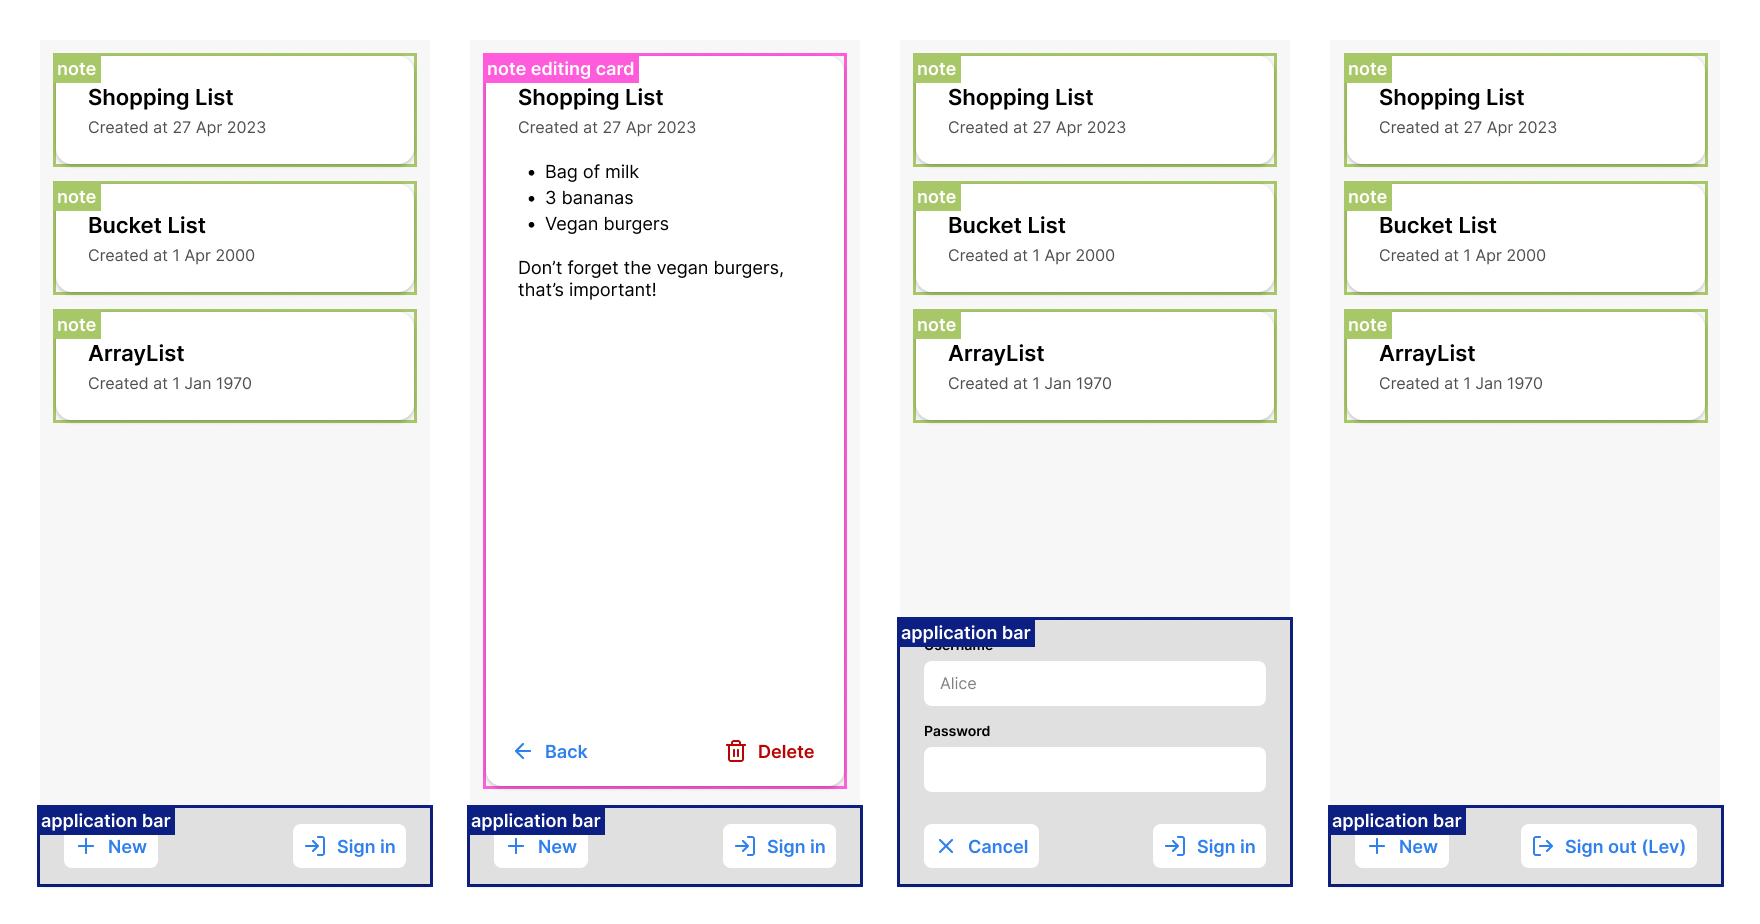 note
Shopping List
Created at 27 Apr 2023
note
Bucket List
Created at 1 Apr 2000
note
ArrayList
Created at 1 Jan 1970
application bar
New
Sign in
note editing card
Shopping List
Created at 27 Apr 2023
• Bag of milk
• 3 bananas
• Vegan burgers
Don’t forget the vegan burgers,
that’s important!
Back
Delete
application bar
New
Sign in
note
Shopping List
Created at 27 Apr 2023
note
Bucket List
Created at 1 Apr 2000
note
ArrayList
Created at 1 Jan 1970
application bar
Username
Alice
Password
Cancel
Sign in
note
Shopping List
Created at 27 Apr 2023
note
Bucket List
Created at 1 Apr 2000
note
ArrayList
Created at 1 Jan 1970
application bar
New
Sign out (Lev)